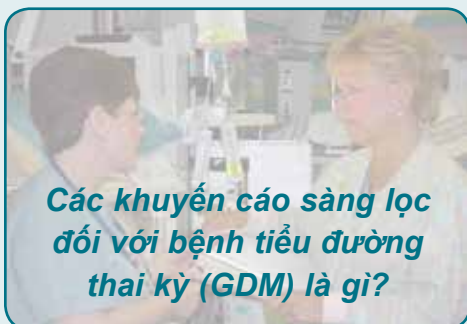 Các khuyến cáo sàng lọc
đối với bệnh tiểu đường
thai kỳ (GDM) là gì?